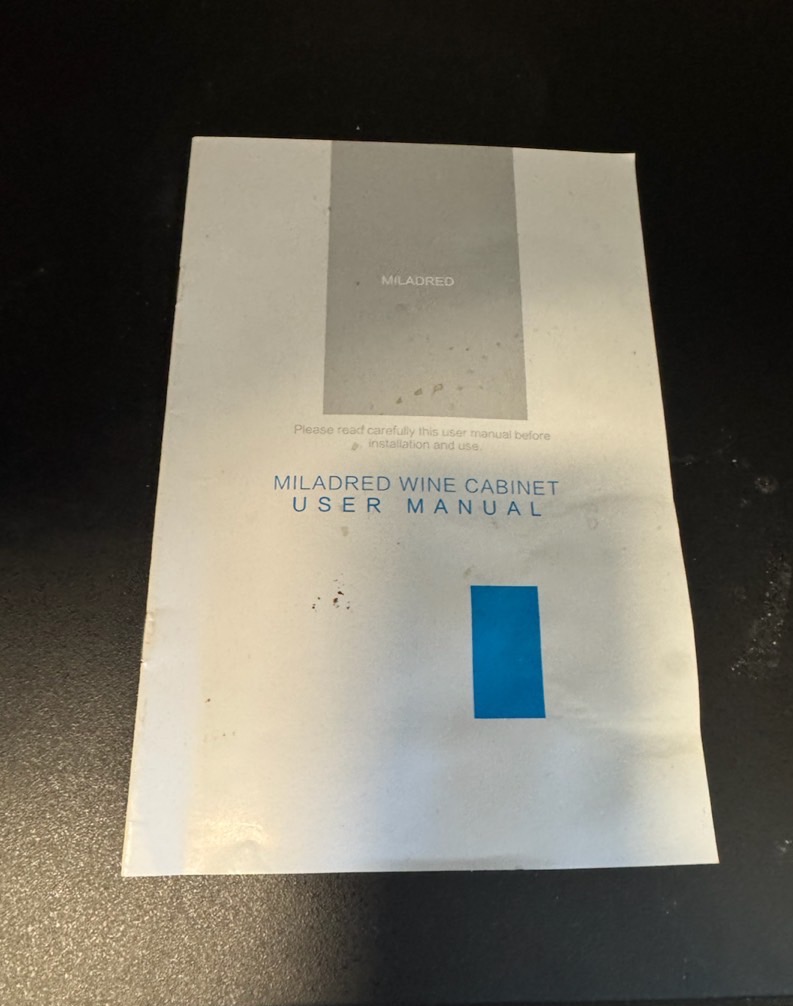 MILADRED
Please read carefully this user manual before
installation and use.
MILADRED WINE CABINET
USER MANUAL